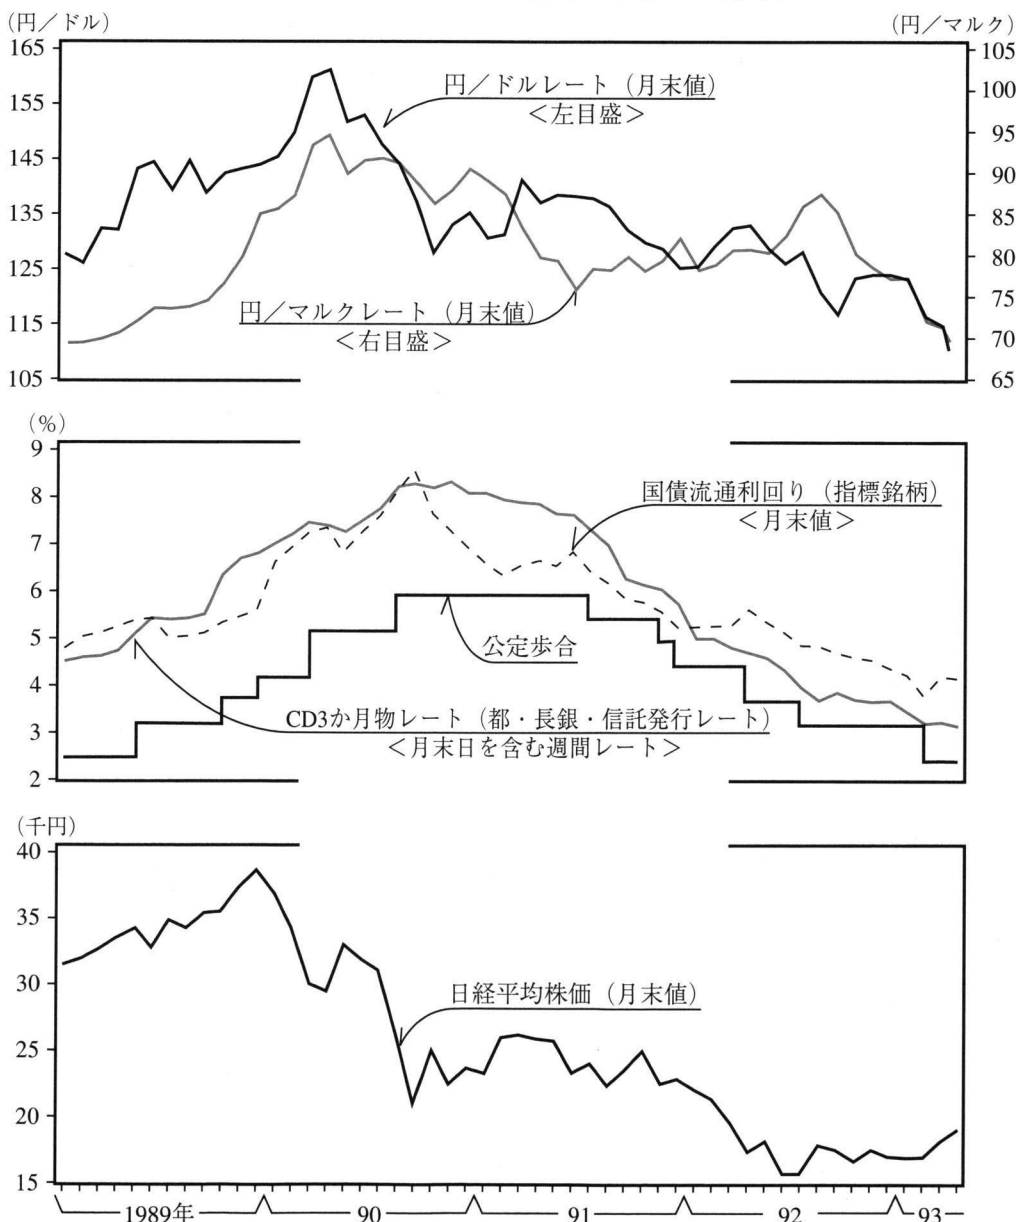 (円／ドル) (円／マルク)
165
155
145
135
125
115
105
105
100
95
90
85
80
75
70
65
円／ドルレート（月末値）
＜左目盛＞
円／マルクレート（月末値）
＜右目盛＞
(%)
9
8
7
6
5
4
3
2
国債流通利回り（指標銘柄）
＜月末値＞
公定歩合
CD3か月物レート（都・長銀・信託発行レート）
＜月末日を含む週間レート＞
(千円)
40
35
30
25
20
15
日経平均株価（月末値）
1989年 90 91 92 93